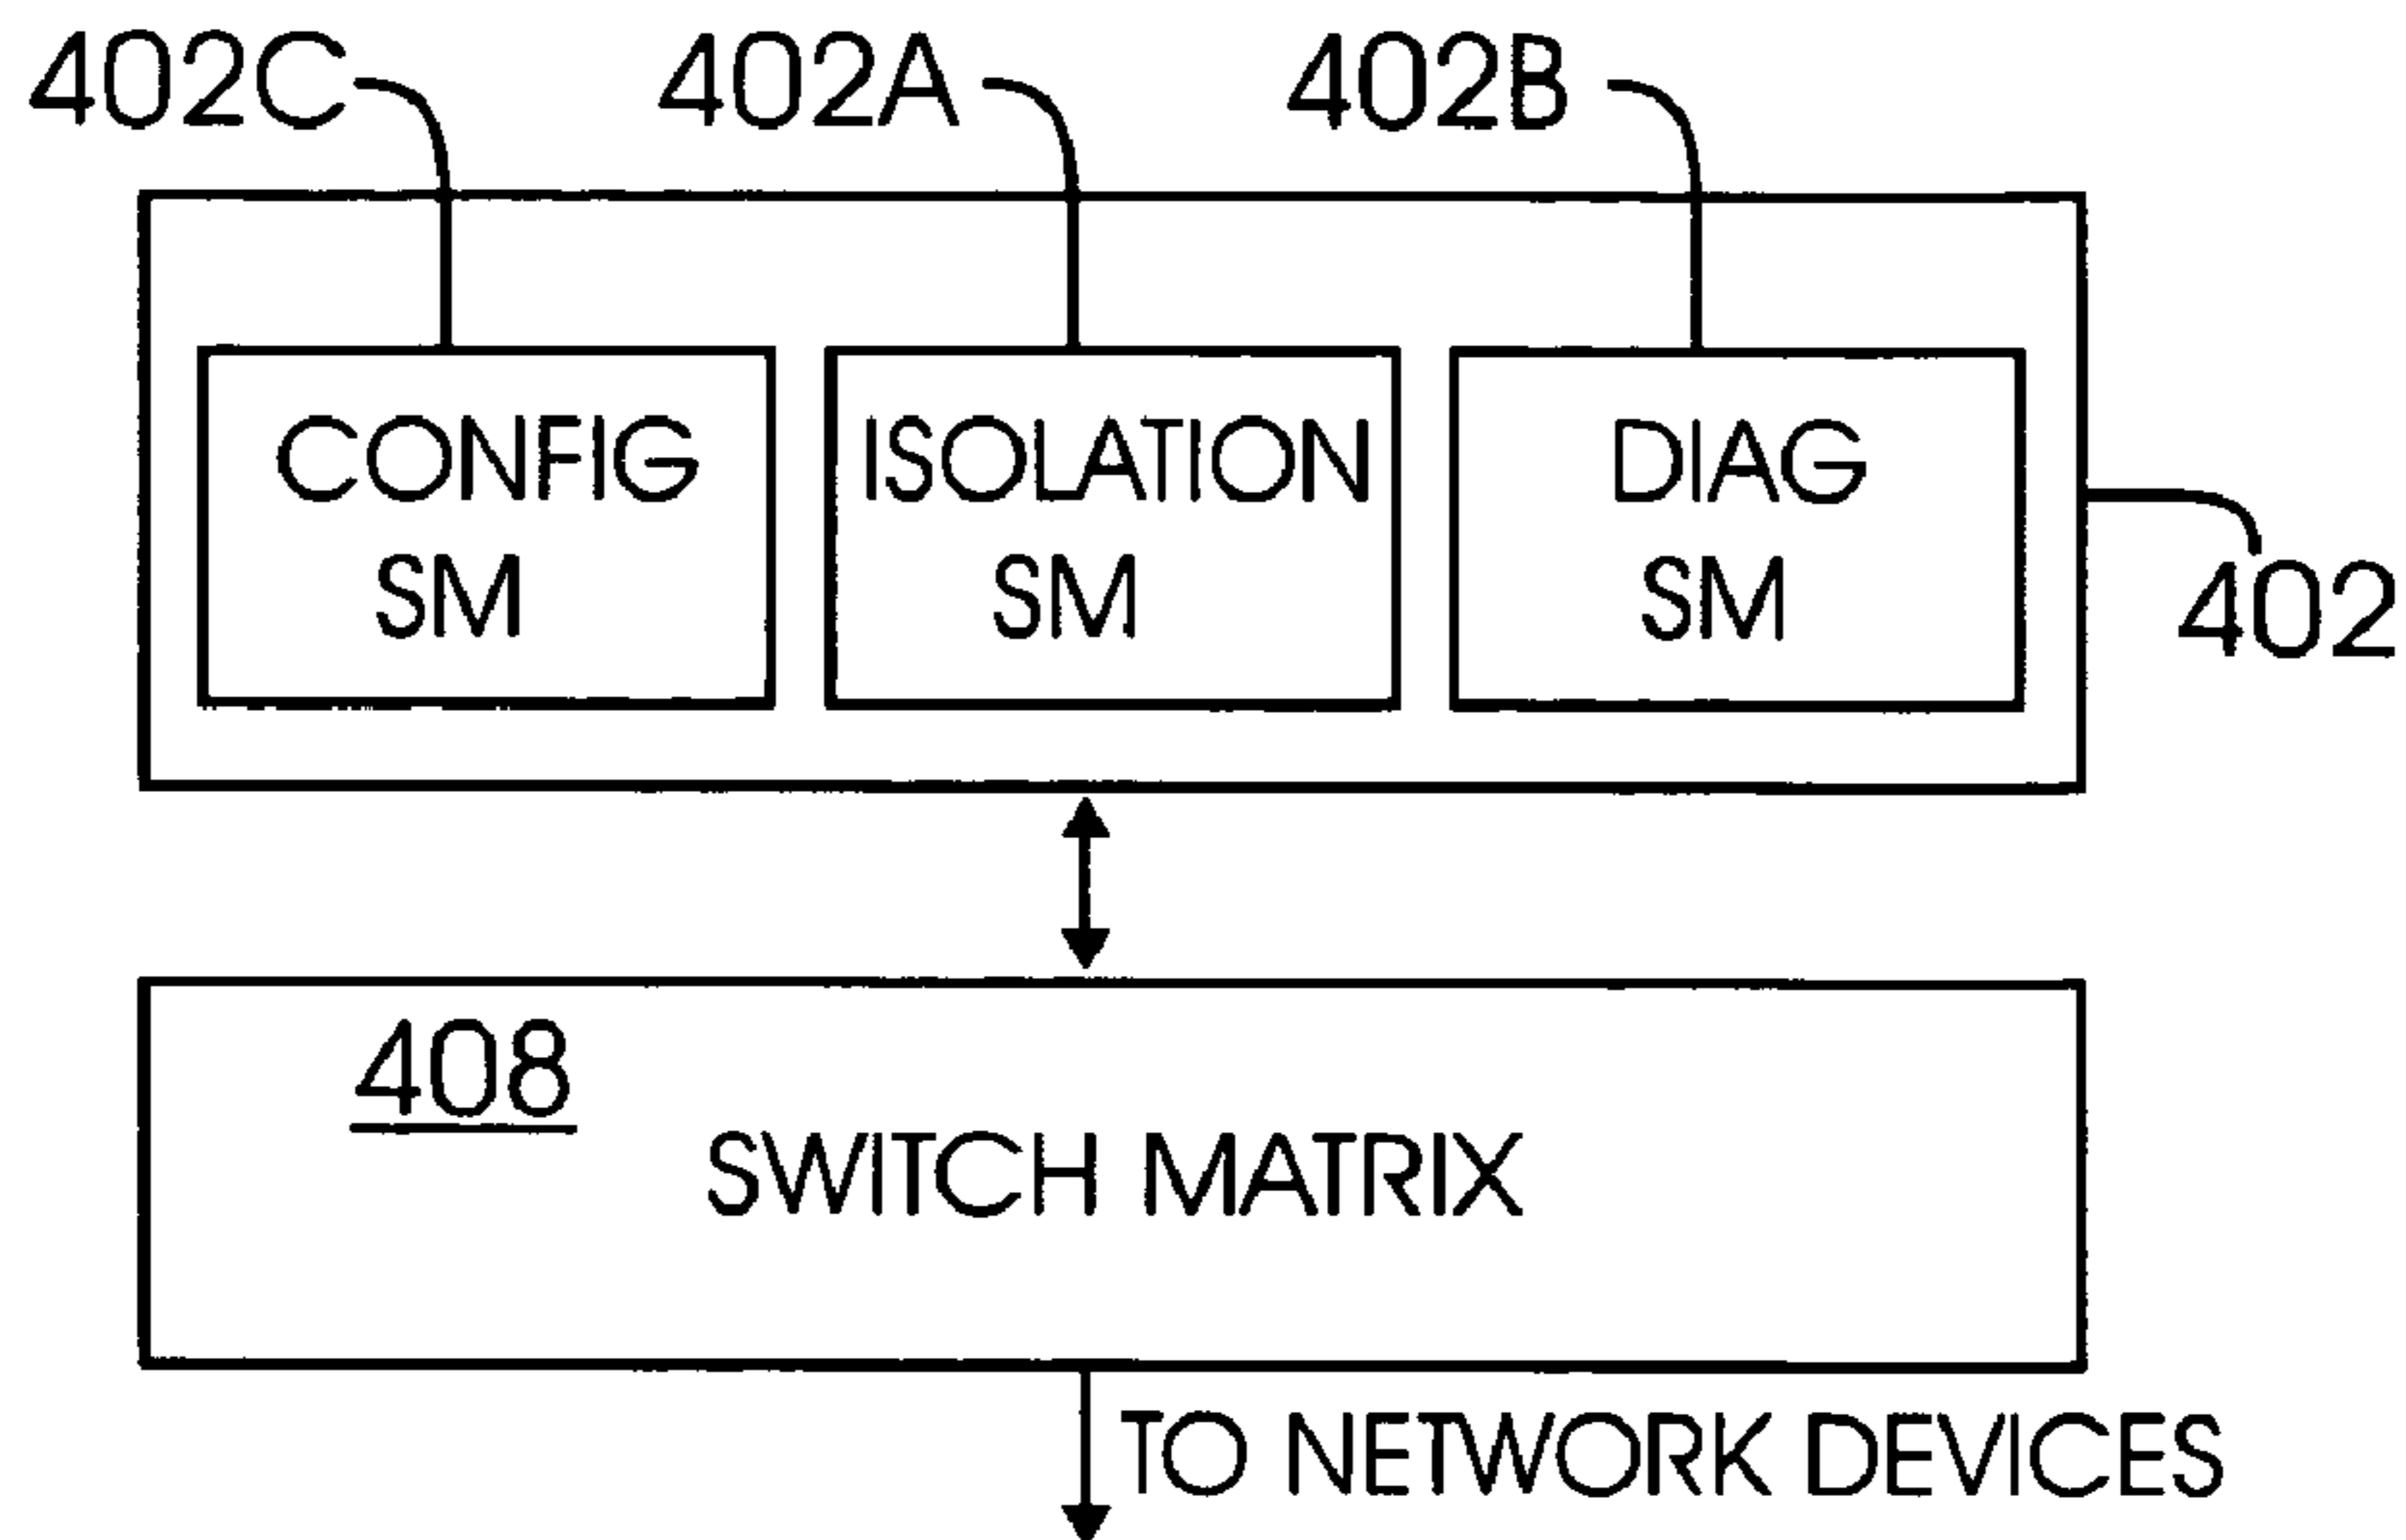 402C 402A 402B
CONFIG SM
ISOLATION SM
DIAG SM
402
408
SWITCH MATRIX
TO NETWORK DEVICES